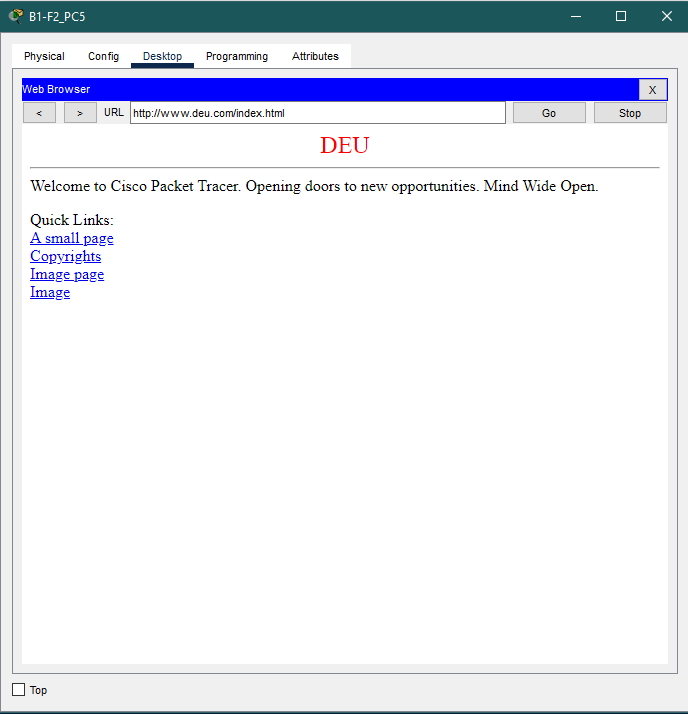 B1-F2_PC5
Physical Config Desktop Programming Attributes
Web Browser X
< > URL http://www.deu.com/index.html Go Stop
DEU
Welcome to Cisco Packet Tracer. Opening doors to new opportunities. Mind Wide Open.
Quick Links:
A small page
Copyrights
Image page
Image
Top